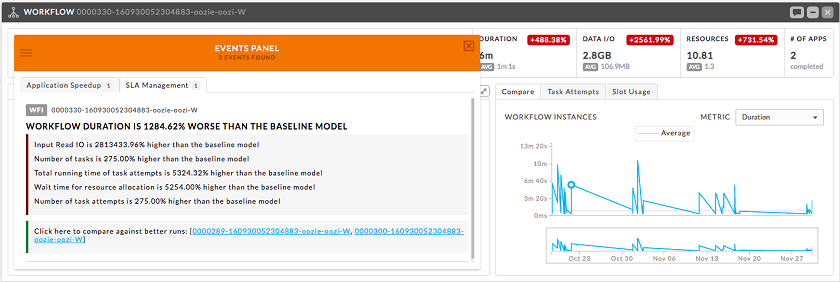 WORKFLOW 0000330-160930052304883-oozie-oozi-W
EVENTS PANEL
2 EVENTS FOUND
Application Speedup 1 SLA Management 1
WFI 0000330-160930052304883-oozie-oozi-W
WORKFLOW DURATION IS 1284.62% WORSE THAN THE BASELINE MODEL
Input Read IO is 2813433.96% higher than the baseline model
Number of tasks is 275.00% higher than the baseline model
Total running time of task attempts is 5324.32% higher than the baseline model
Wait time for resource allocation is 5254.00% higher than the baseline model
Number of task attempts is 275.00% higher than the baseline model
Click here to compare against better runs: [0000289-160930052304883-oozie-oozi-W, 0000300-160930052304883-
oozie-oozi-W]
DURATION +488.38%
6m
AVG 1m 1s
DATA I/O +2561.99%
2.8GB
AVG 106.9MB
RESOURCES +731.54%
10.81
AVG 1.3
# OF APPS
2
completed
Compare Task Attempts Slot Usage
WORKFLOW INSTANCES METRIC Duration
Average
13m 20s
10m
6m 40s
3m 20s
0ms
Oct 23 Oct 30 Nov 06 Nov 13 Nov 20 Nov 27